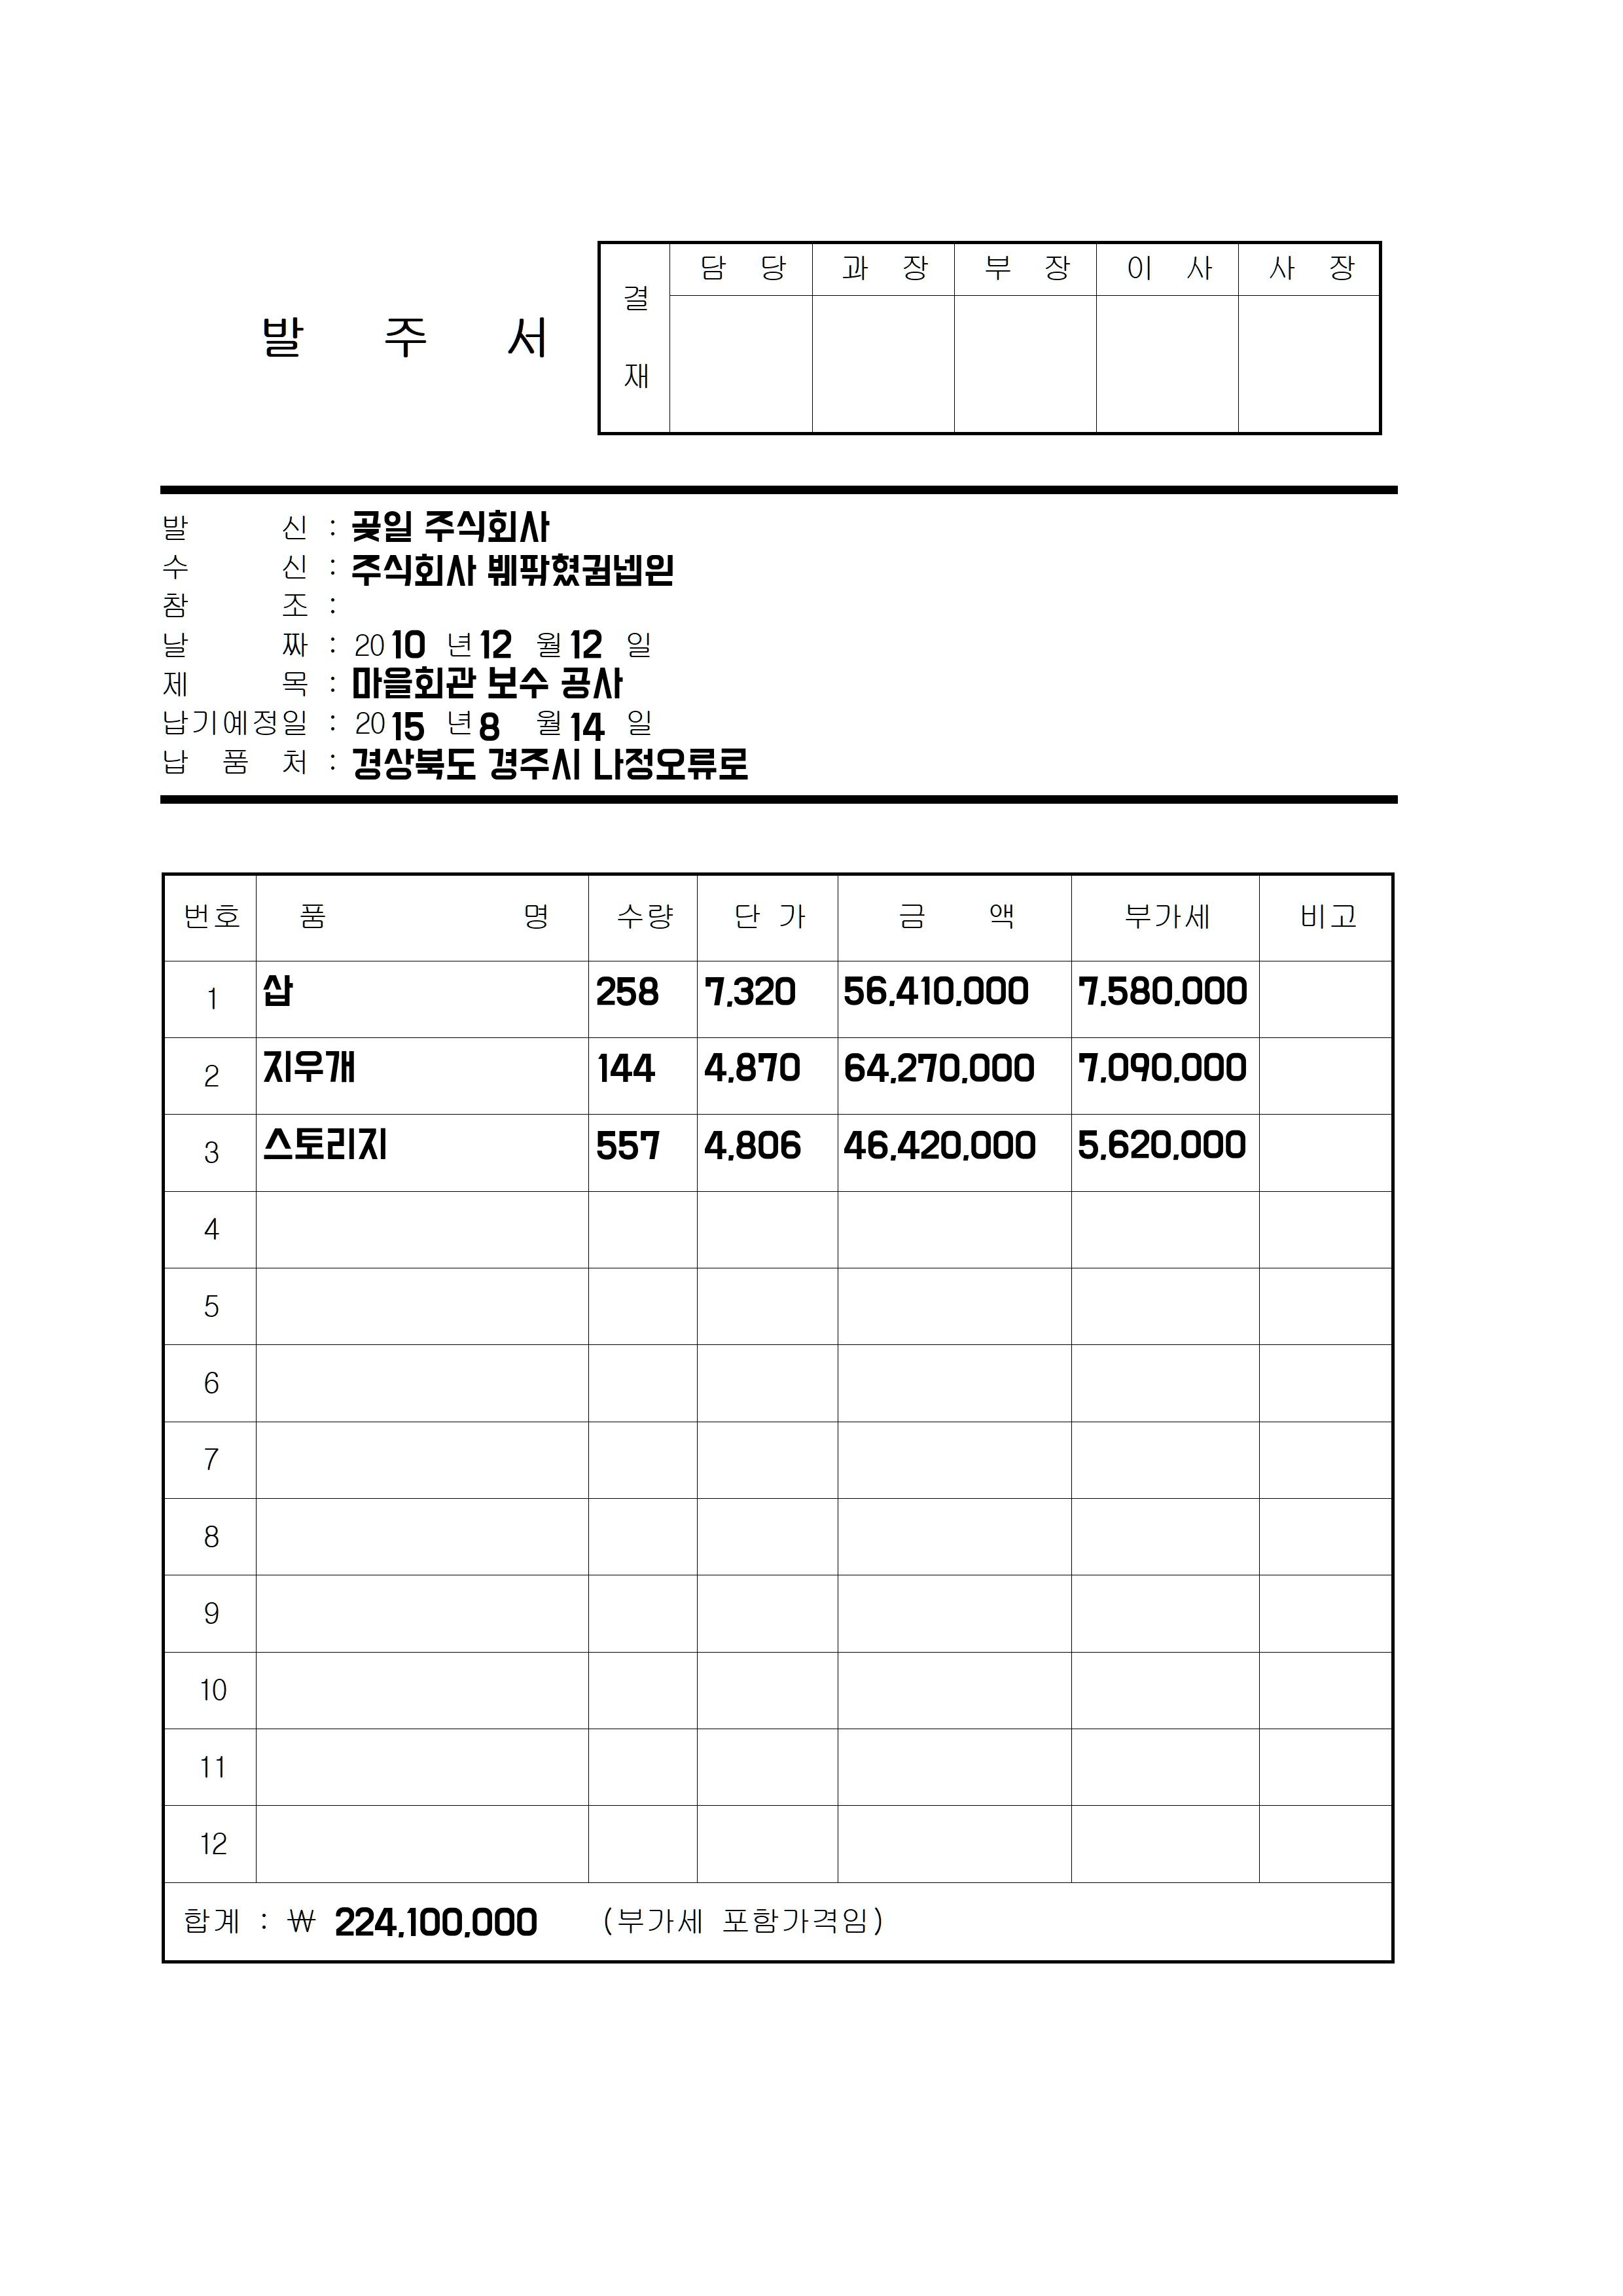 발 주 서
결 재
담 당 과 장 부 장 이 사 사 장
발 신 : 곷일 주식회사
수 신 : 주식회사
참 조 :
날 짜 : 2010 년 12 월 12 일
제 목 : 마을회관 보수 공사
납기예정일 : 2015 년 8 월 14 일
납 품 처 : 경상북도 경주시 나정오류로
번호 품 명 수량 단 가 금 액 부가세 비고
1 삽 258 7,320 56,410,000 7,580,000
2 지우개 144 4,870 64,270,000 7,090,000
3 스토리지 557 4,806 46,420,000 5,620,000
4
5
6
7
8
9
10
11
12
합계 : ₩ 224,100,000 (부가세 포함가격임)